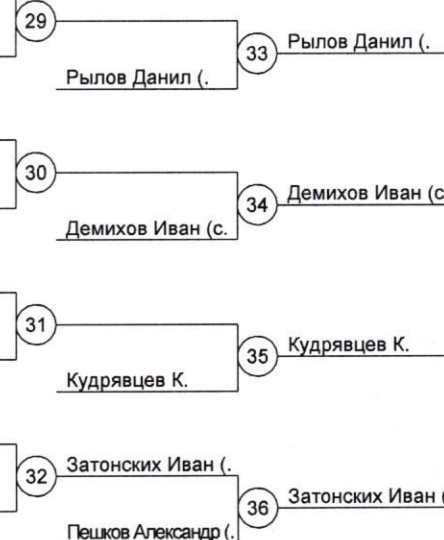 29
33
Рылов Данил (.
Рылов Данил (.
30
34
Демихов Иван (с
Демихов Иван (с.
31
35
Кудрявцев К.
Кудрявцев К.
32
Затонских Иван (.
36
Затонских Иван (
Пешков Александр (.